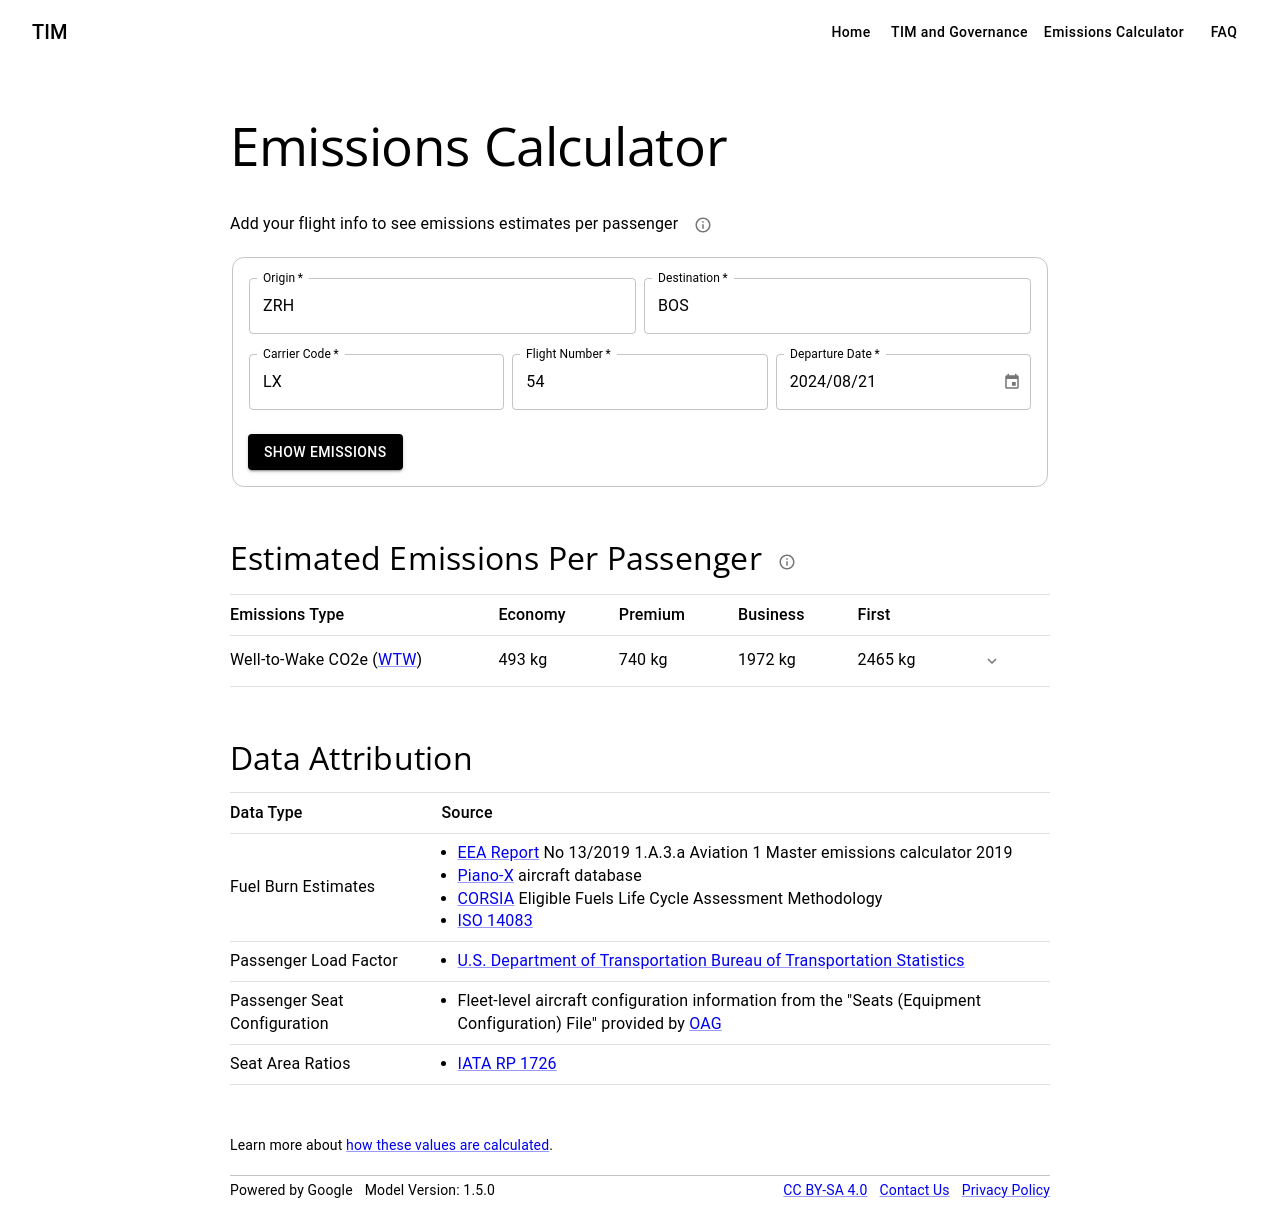 TIM
Home TIM and Governance Emissions Calculator FAQ
Emissions Calculator
Add your flight info to see emissions estimates per passenger
Origin * Destination *
ZRH BOS
Carrier Code * Flight Number * Departure Date *
LX 54 2024/08/21
SHOW EMISSIONS
Estimated Emissions Per Passenger
Emissions Type Economy Premium Business First
Well-to-Wake CO2e (WTW) 493 kg 740 kg 1972 kg 2465 kg
Data Attribution
Data Type Source
Fuel Burn Estimates
• EEA Report No 13/2019 1.A.3.a Aviation 1 Master emissions calculator 2019
• Piano-X aircraft database
• CORSIA Eligible Fuels Life Cycle Assessment Methodology
• ISO 14083
Passenger Load Factor • U.S. Department of Transportation Bureau of Transportation Statistics
Passenger Seat
Configuration
• Fleet-level aircraft configuration information from the "Seats (Equipment
Configuration) File" provided by OAG
Seat Area Ratios • IATA RP 1726
Learn more about how these values are calculated.
Powered by Google Model Version: 1.5.0 CC BY-SA 4.0 Contact Us Privacy Policy